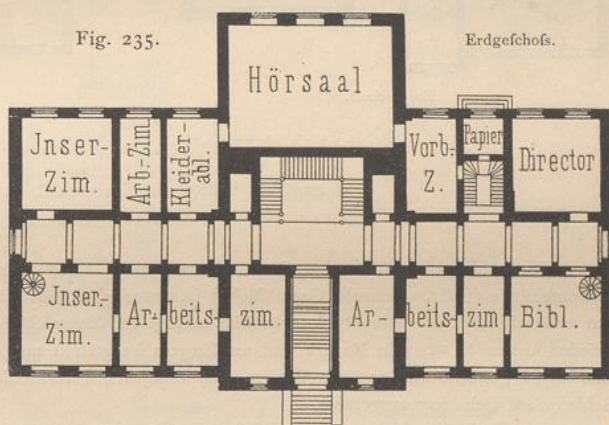 Fig. 235.
Erdgeſchoſs.
Hörsaal
Jnser-
Zim.
Arb.-Zim.
Kleider-
abl.
Vorb.-
Z.
Papier
Director
Jnser.-
Zim.
Ar-
beits-
zim.
Ar-
beits-
zim
Bibl.